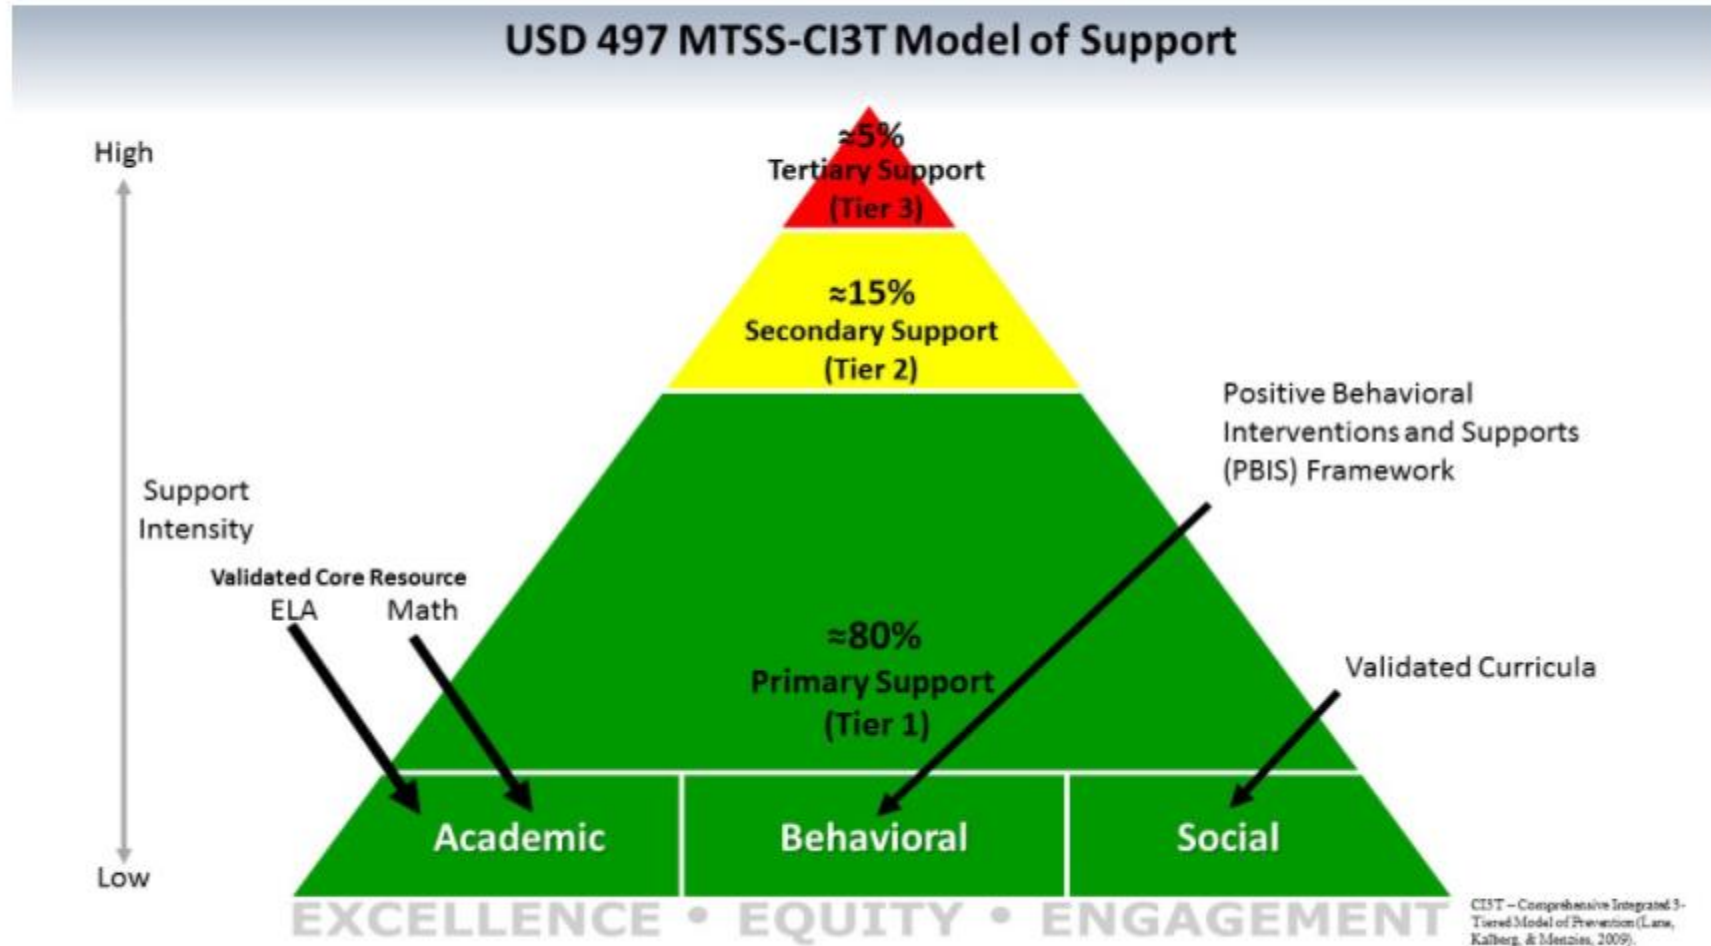 USD 497 MTSS-CI3T Model of Support
High
≈5%
Tertiary Support
(Tier 3)
≈15%
Secondary Support
(Tier 2)
Positive Behavioral
Interventions and Supports
(PBIS) Framework
Support
Intensity
Validated Core Resource
ELA Math
≈80%
Primary Support
(Tier 1)
Validated Curricula
Academic Behavioral Social
Low
EXCELLENCE • EQUITY • ENGAGEMENT
CI3T – Comprehensive Integrated 3-
Tiered Model of Prevention (Lane,
Kalberg, & Menzies, 2009).